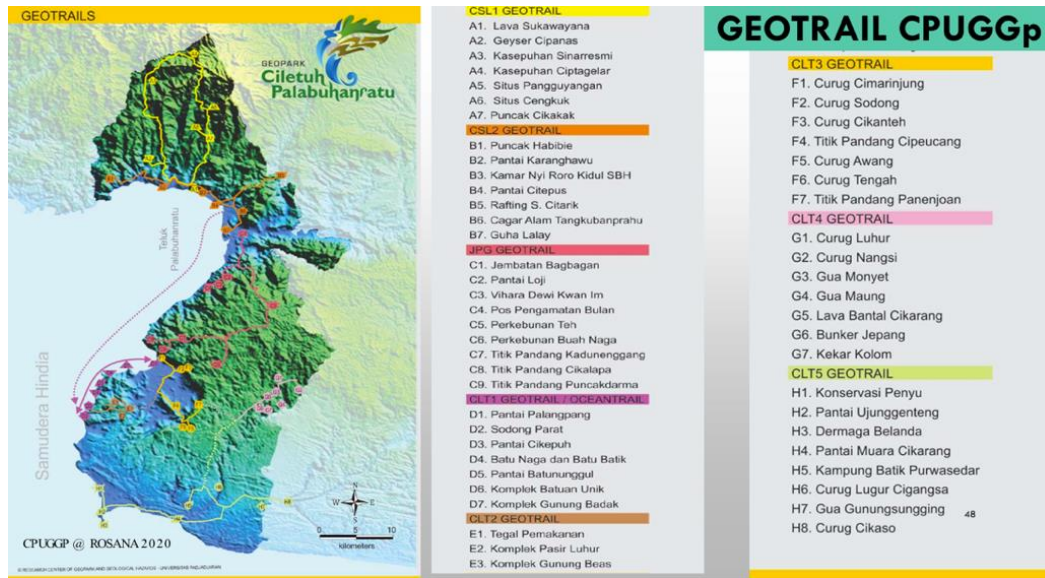 GEOTRAILS
GEOPARK
Ciletuh
Palabuhanratu
Teluk
Palabuhanratu
Samudera Hindia
N
W
E
S
0 5 10
kilometers
CPUGGP @ ROSANA 2020
CSL1 GEOTRAIL
A1. Lava Sukawayana
A2. Geyser Cipanas
A3. Kasepuhan Sinarresmi
A4. Kasepuhan Ciptagelar
A5. Situs Pangguyangan
A6. Situs Cengkuk
A7. Puncak Cikakak
CSL2 GEOTRAIL
B1. Puncak Habibie
B2. Pantai Karanghawu
B3. Kamar Nyi Roro Kidul SBH
B4. Pantai Citepus
B5. Rafting S. Citarik
B6. Cagar Alam Tangkubanprahu
B7. Guha Lalay
JPG GEOTRAIL
C1. Jembatan Bagbagan
C2. Pantai Loji
C3. Vihara Dewi Kwan Im
C4. Pos Pengamatan Bulan
C5. Perkebunan Teh
C6. Perkebunan Buah Naga
C7. Titik Pandang Kadunenggang
C8. Titik Pandang Cikalapa
C9. Titik Pandang Puncakdarma
CLT1 GEOTRAIL / OCEANTRAIL
D1. Pantai Palangpang
D2. Sodong Parat
D3. Pantai Cikepuh
D4. Batu Naga dan Batu Batik
D5. Pantai Batununggul
D6. Komplek Batuan Unik
D7. Komplek Gunung Badak
CLT2 GEOTRAIL
E1. Tegal Pemakanan
E2. Komplek Pasir Luhur
E3. Komplek Gunung Beas
GEOTRAIL CPUGGp
CLT3 GEOTRAIL
F1. Curug Cimarinjung
F2. Curug Sodong
F3. Curug Cikanteh
F4. Titik Pandang Cipeucang
F5. Curug Awang
F6. Curug Tengah
F7. Titik Pandang Panenjoan
CLT4 GEOTRAIL
G1. Curug Luhur
G2. Curug Nangsi
G3. Gua Monyet
G4. Gua Maung
G5. Lava Bantal Cikarang
G6. Bunker Jepang
G7. Kekar Kolom
CLT5 GEOTRAIL
H1. Konservasi Penyu
H2. Pantai Ujunggenteng
H3. Dermaga Belanda
H4. Pantai Muara Cikarang
H5. Kampung Batik Purwasedar
H6. Curug Lugur Cigangsa
H7. Gua Gunungsungging
48
H8. Curug Cikaso